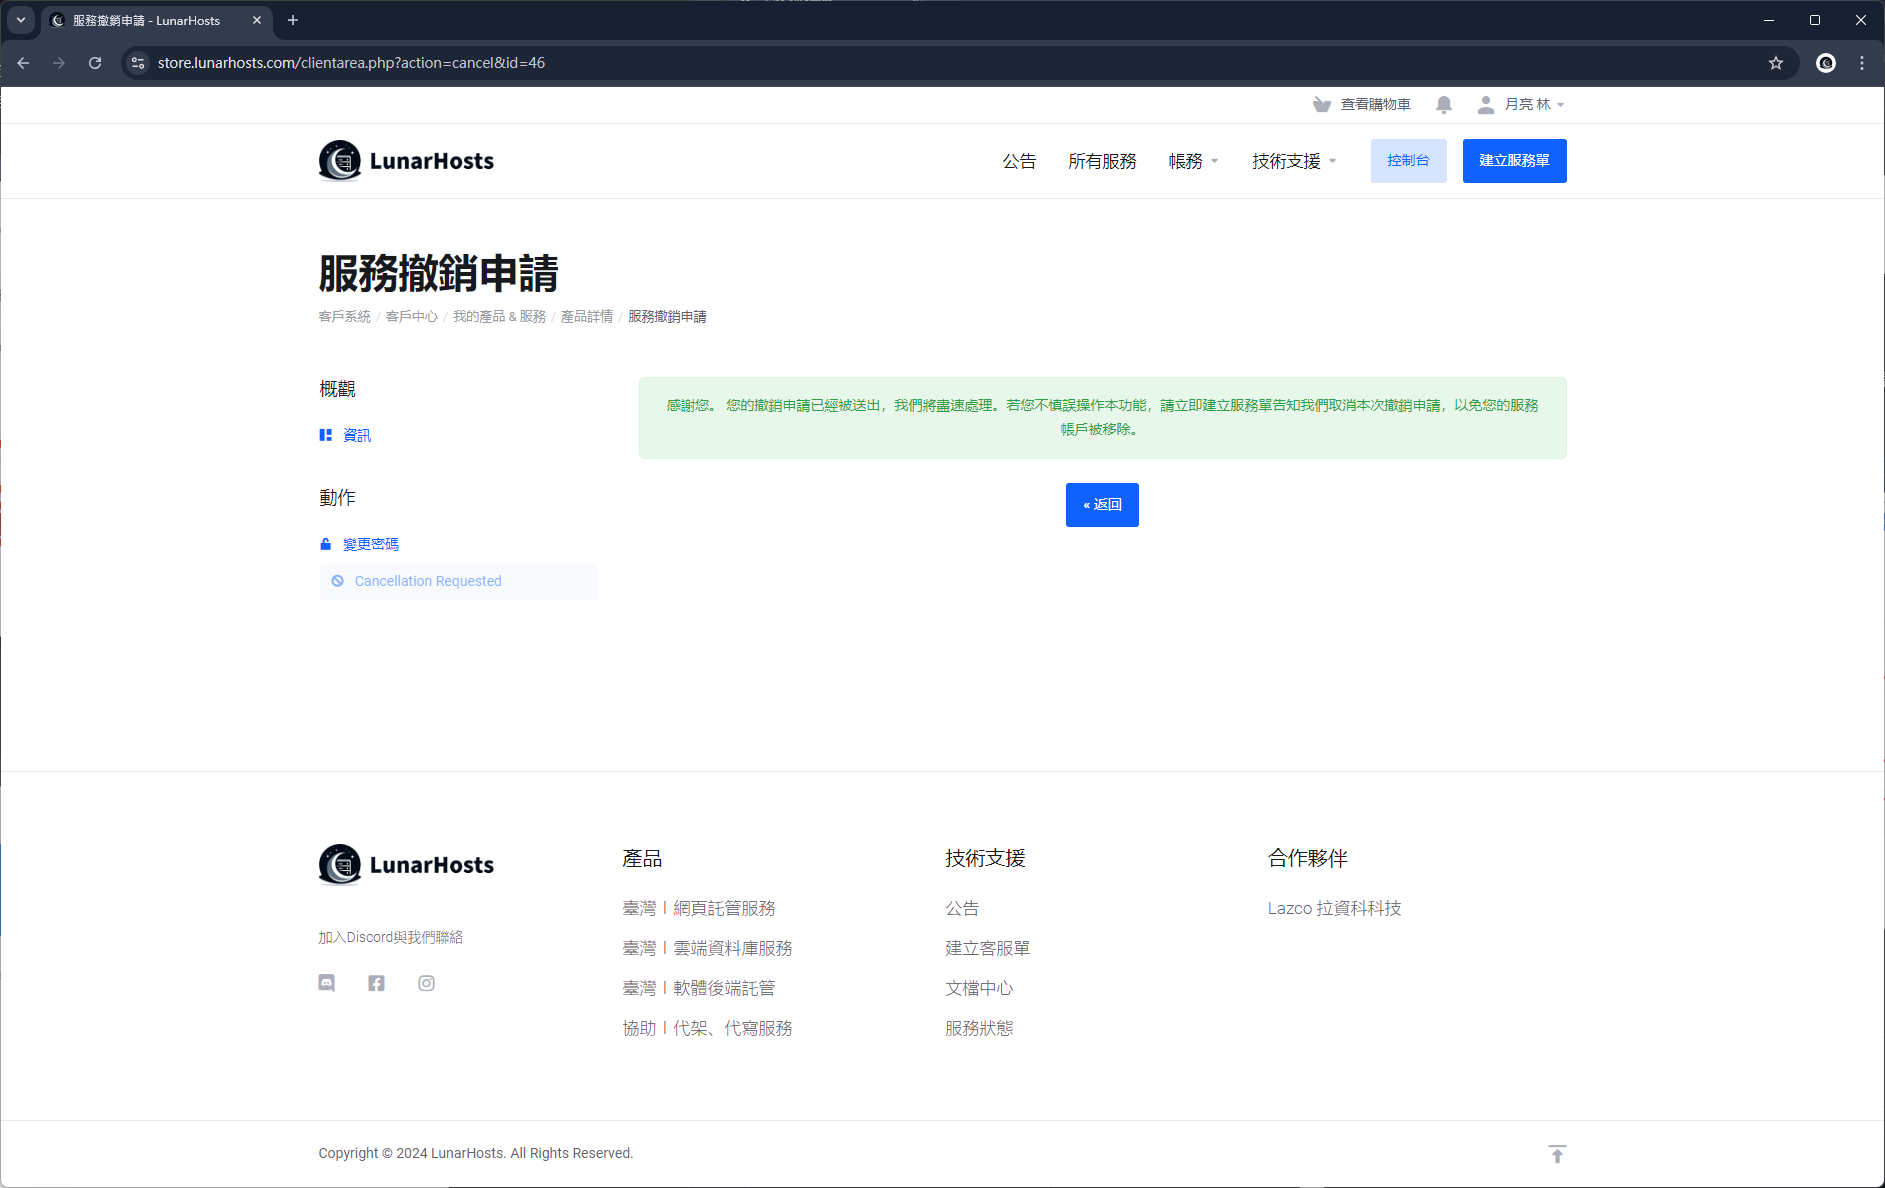 服務撤銷申請 - LunarHosts
store.lunarhosts.com/clientarea.php?action=cancel&id=46
查看購物車 月亮 林
LunarHosts 公告 所有服務 帳務 技術支援 控制台 建立服務單
服務撤銷申請
客戶系統 / 客戶中心 / 我的產品 & 服務 / 產品詳情 / 服務撤銷申請
概觀
資訊
動作
變更密碼
Cancellation Requested
感謝您。 您的撤銷申請已經被送出，我們將盡速處理。若您不慎誤操作本功能，請立即建立服務單告知我們取消本次撤銷申請，以免您的服務
帳戶被移除。
« 返回
LunarHosts
加入Discord與我們聯絡
產品
臺灣｜網頁託管服務
臺灣｜雲端資料庫服務
臺灣｜軟體後端託管
協助｜代架、代寫服務
技術支援
公告
建立客服單
文檔中心
服務狀態
合作夥伴
Lazco 拉資科科技
Copyright © 2024 LunarHosts. All Rights Reserved.